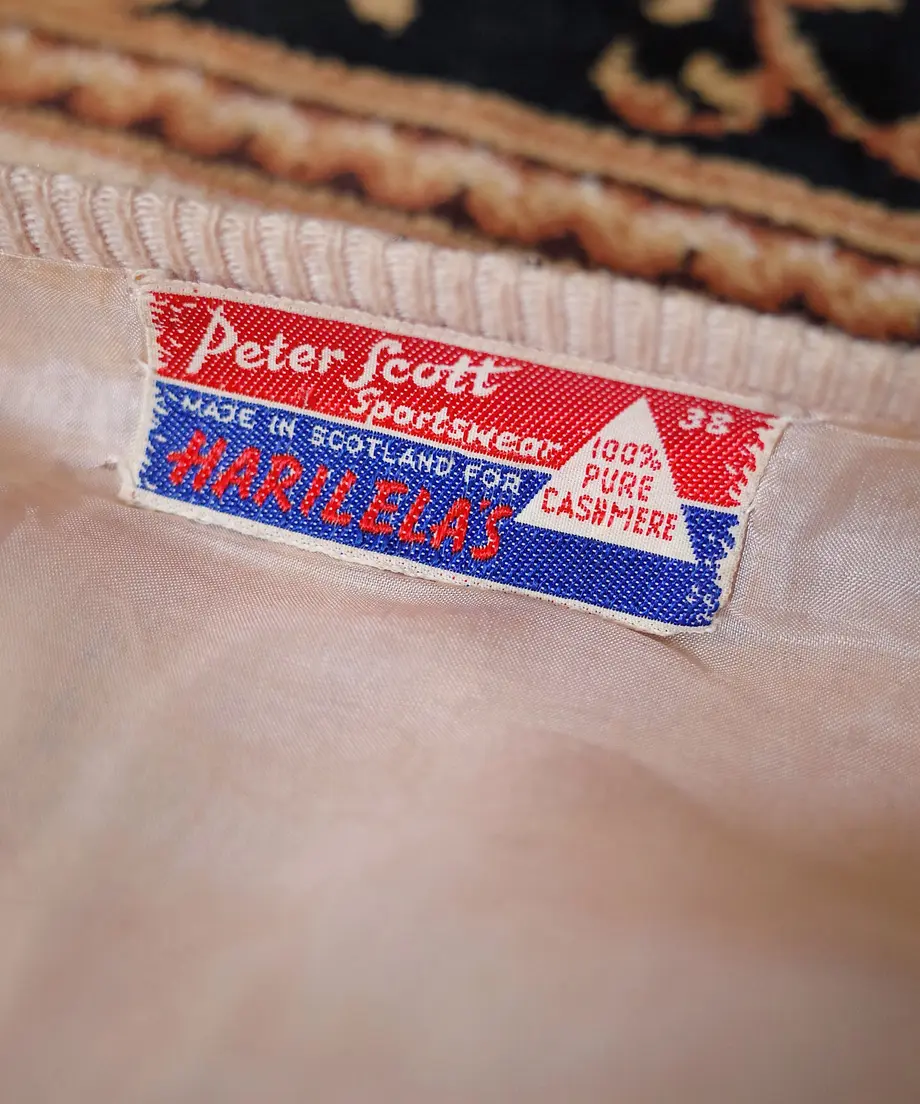 Peter Scott
Sportswear
38
MADE IN SCOTLAND FOR
HARILELA'S
100%
PURE
CASHMERE